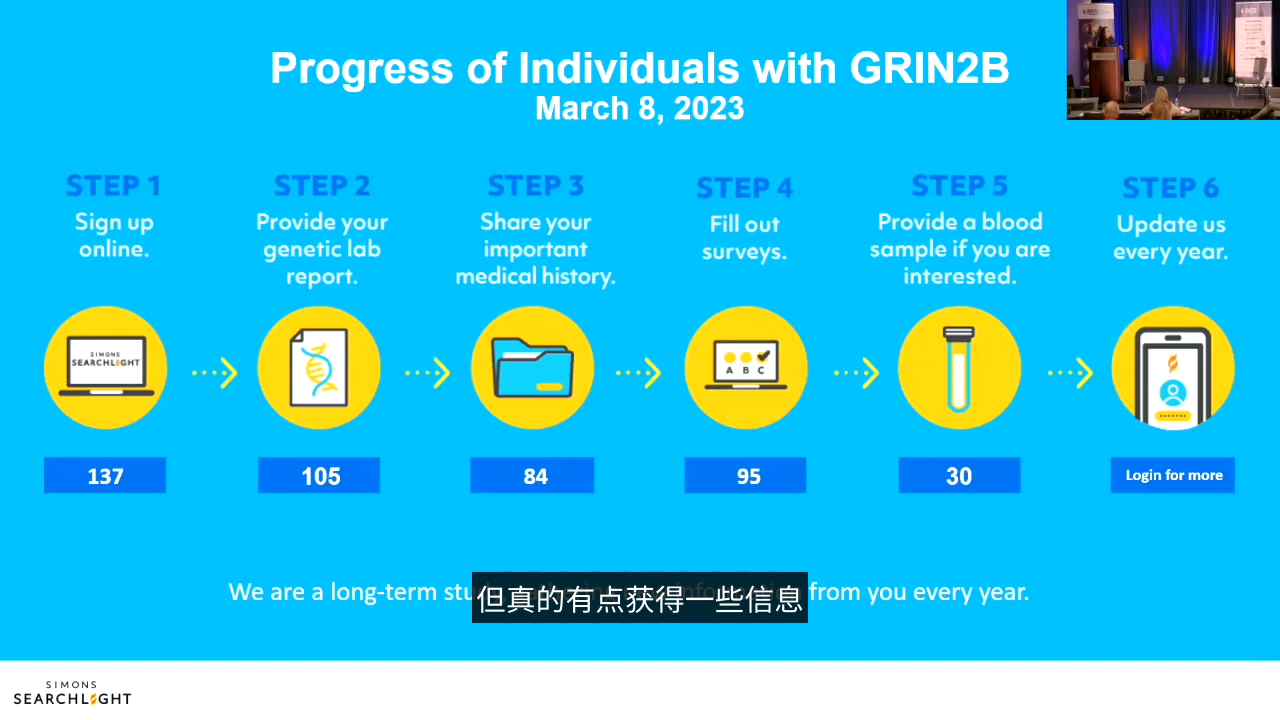 Progress of Individuals with GRIN2B
March 8, 2023
STEP 1
Sign up
online.
STEP 2
Provide your
genetic lab
report.
STEP 3
Share your
important
medical history.
STEP 4
Fill out
surveys.
STEP 5
Provide a blood
sample if you are
interested.
STEP 6
Update us
every year.
SIMONS
SEARCHLIGHT
A B C
137
105
84
95
30
Login for more
We are a long-term from you every year.
但真的有点获得一些信息
SIMONS
SEARCHLIGHT